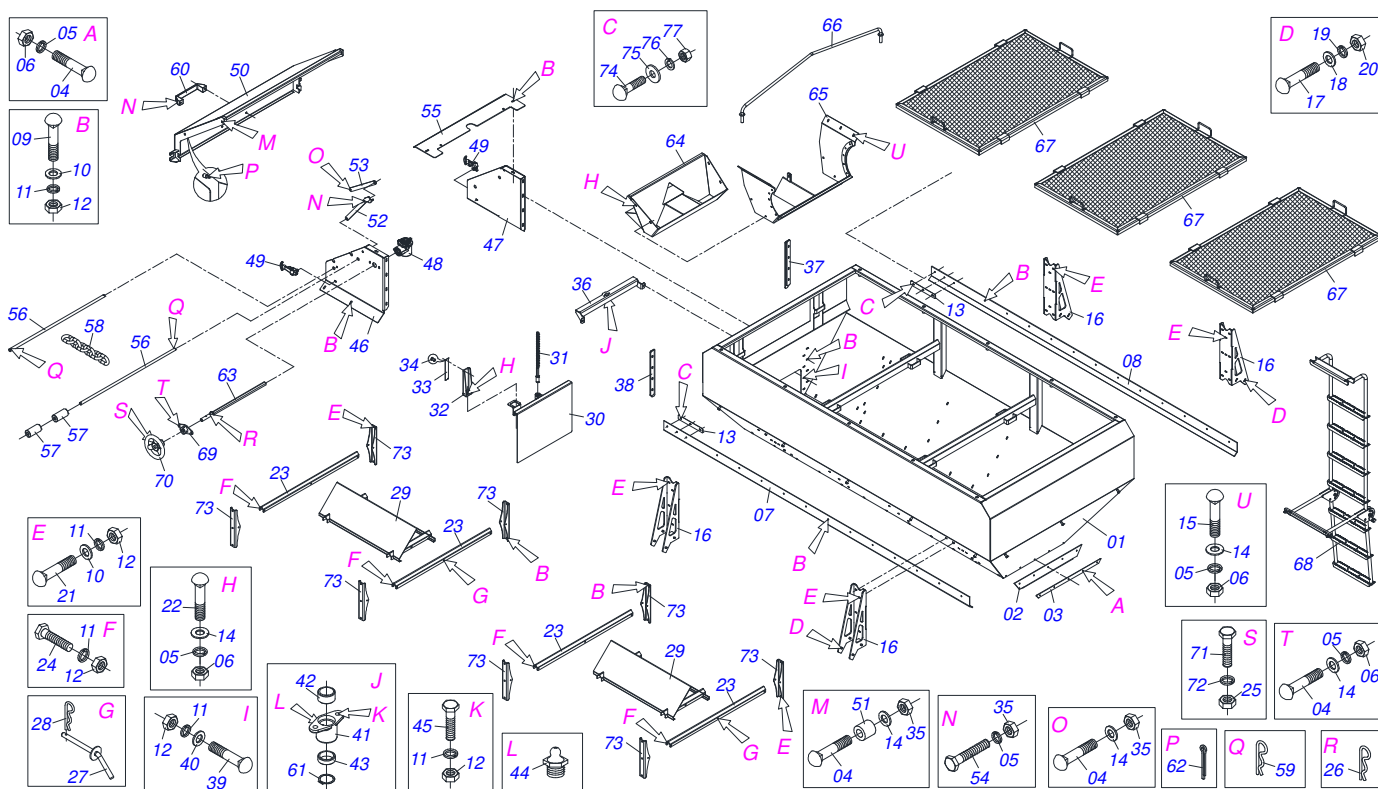 A
05
06
04
60
50
N
M
P
B
09
10
11
12
C
77
76
75
74
66
B
55
49
47
O
53
N
52
48
49
B
46
65
U
64
H
67
67
67
D
19
20
18
17
37
36
J
C
13
B
E
16
08
E
16
D
56
58
Q
56
Q
T
63
S
R
69
70
57
57
34
33
32
H
31
30
38
B
I
C
13
07
B
01
02
03
A
68
E
73
F
23
73
29
73
23
B
F
G
73
E
16
E
D
16
B
73
F
23
73
29
73
23
F
G
E
73
E
11
12
10
21
F
11
24
12
G
28
27
H
22
14
05
06
I
11
12
40
39
J
42
L
K
41
43
61
K
45
11
12
L
44
M
51
35
14
04
N
35
05
54
O
35
14
04
P
62
Q
59
R
26
S
71
72
25
T
05
06
14
04
U
15
14
05
06